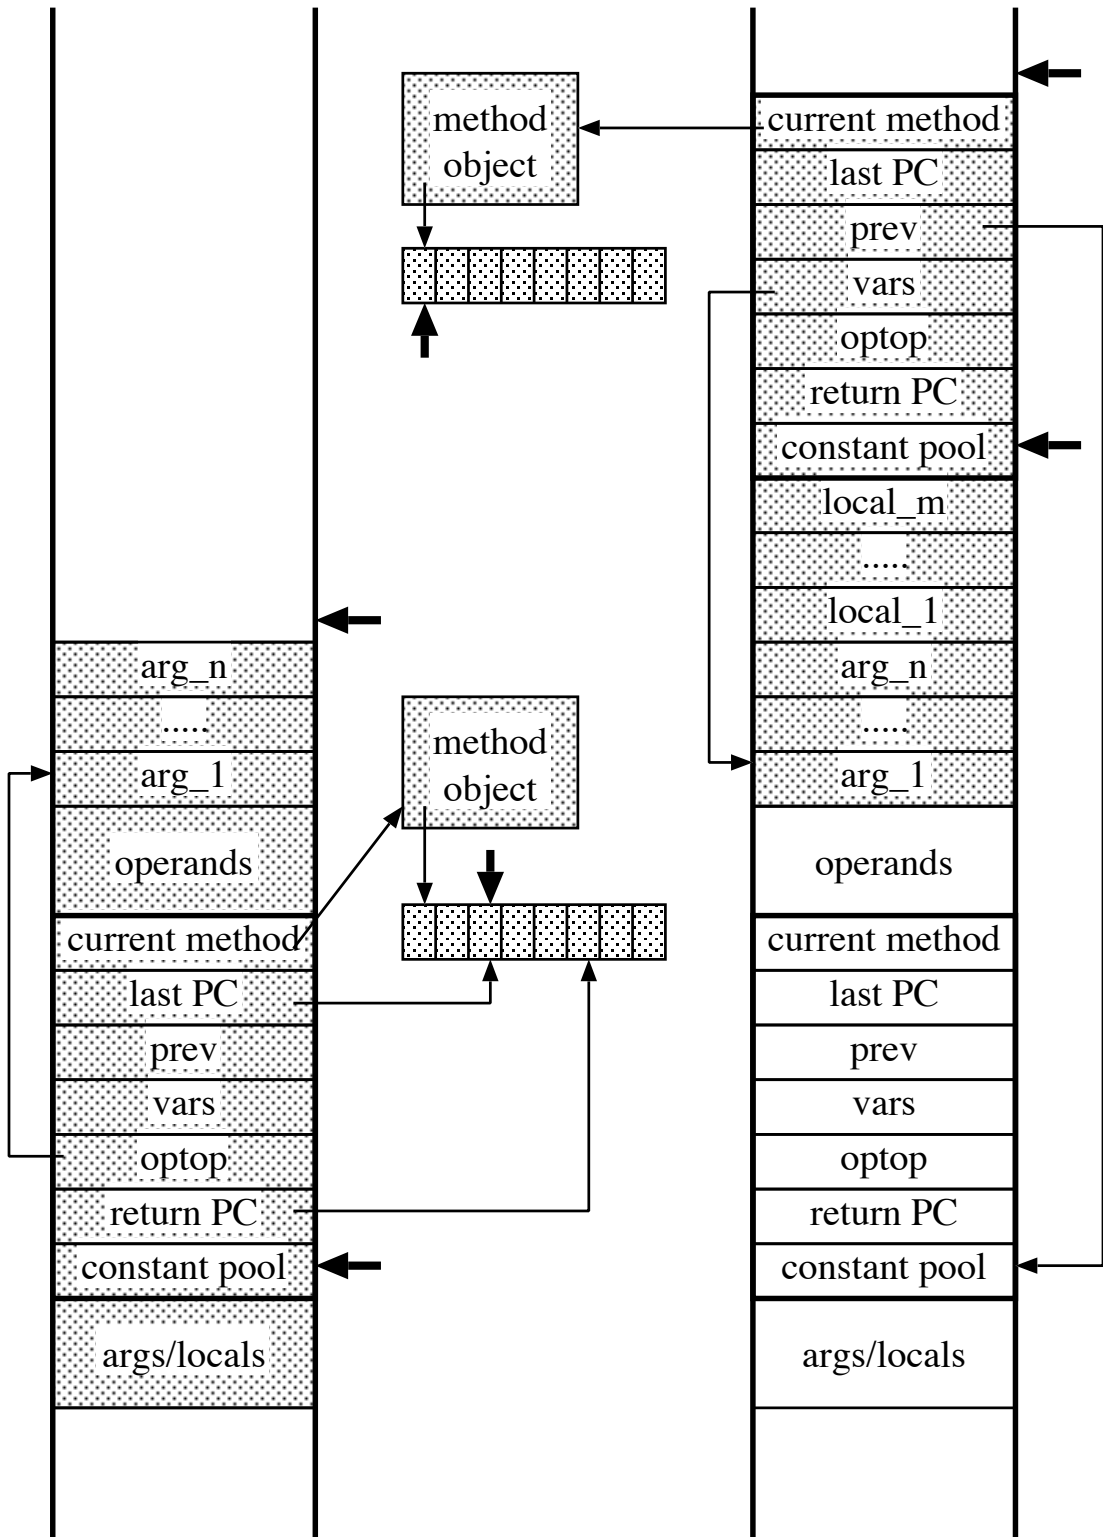 method
object
current method
last PC
prev
vars
optop
return PC
constant pool
local_m
.....
local_1
arg_n
.....
arg_1
operands
current method
last PC
prev
vars
optop
return PC
constant pool
args/locals
arg_n
.....
arg_1
operands
current method
last PC
prev
vars
optop
return PC
constant pool
args/locals
method
object